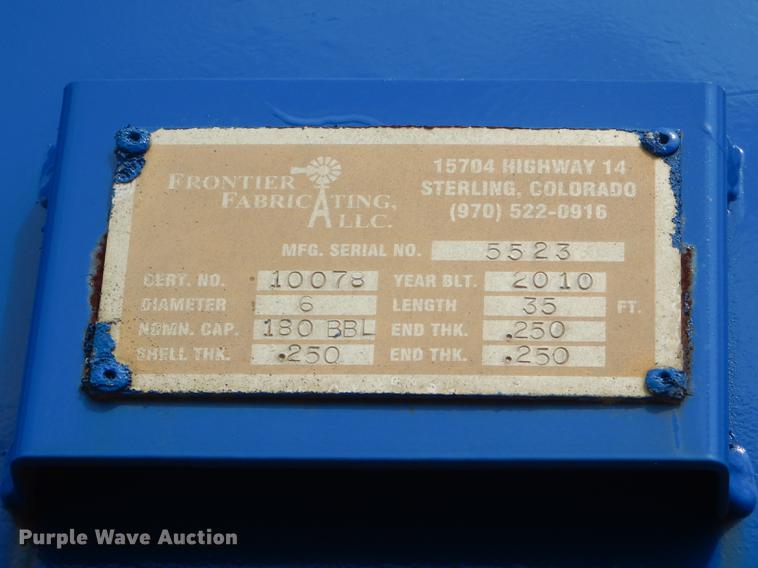 FRONTIER FABRICATING, LLC.
15704 HIGHWAY 14
STERLING, COLORADO
(970) 522-0916
MFG. SERIAL NO. 5523
CERT. NO. 10078 YEAR BLT. 2010
DIAMETER 6 LENGTH 35 FT.
NOMN. CAP. 180 BBL END THK. .250
SHELL THK. .250 END THK. .250
Purple Wave Auction